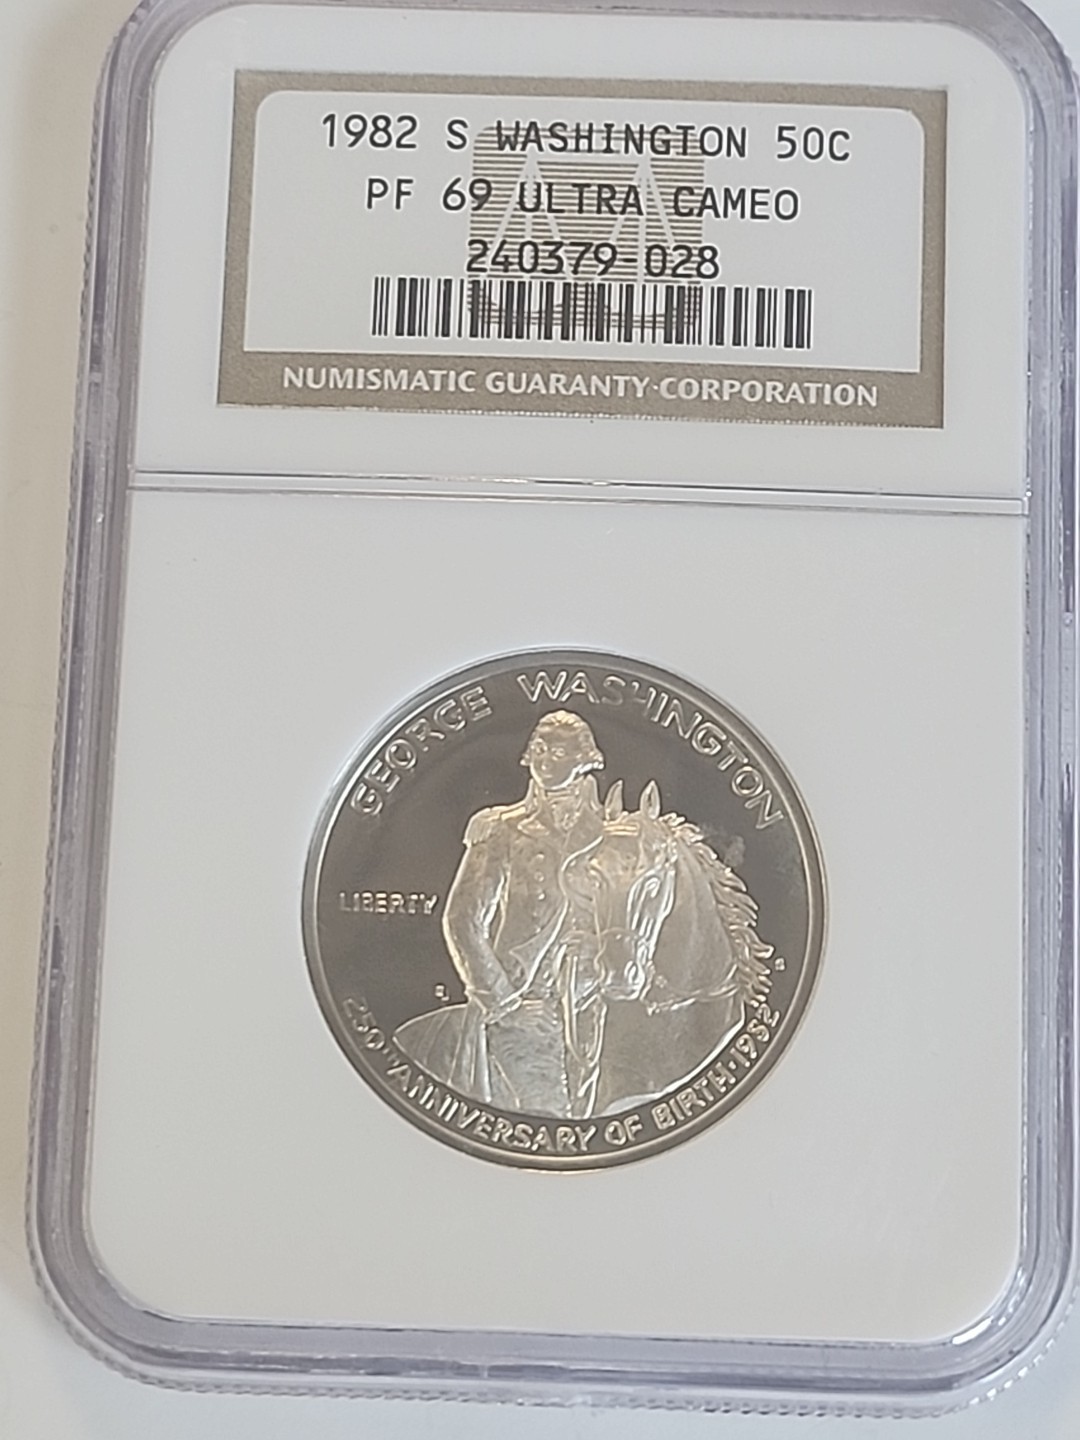 1982 S WASHINGTON 50C
PF 69 ULTRA CAMEO
240379-028
NUMISMATIC GUARANTY CORPORATION
GEORGE WASHINGTON
LIBERTY
250TH ANNIVERSARY OF BIRTH·1982
S